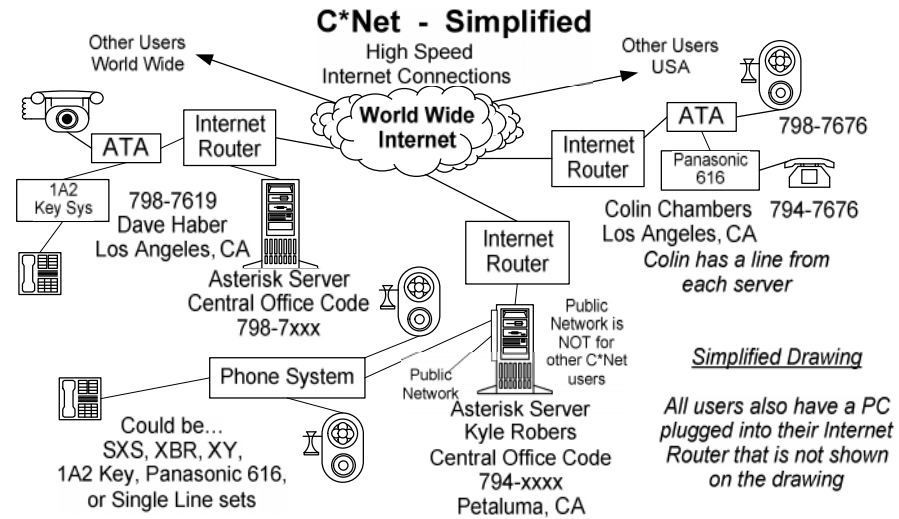 C*Net - Simplified
High Speed
Internet Connections
Other Users
World Wide
Other Users
USA
World Wide
Internet
ATA
Internet
Router
1A2
Key Sys
798-7619
Dave Haber
Los Angeles, CA
Asterisk Server
Central Office Code
798-7xxx
Internet
Router
ATA
798-7676
Panasonic
616
Colin Chambers 794-7676
Los Angeles, CA
Colin has a line from
each server
Internet
Router
Public
Network is
NOT for
other C*Net
users
Public
Network
Phone System
Could be...
SXS, XBR, XY,
1A2 Key, Panasonic 616,
or Single Line sets
Asterisk Server
Kyle Robers
Central Office Code
794-xxxx
Petaluma, CA
Simplified Drawing
All users also have a PC
plugged into their Internet
Router that is not shown
on the drawing